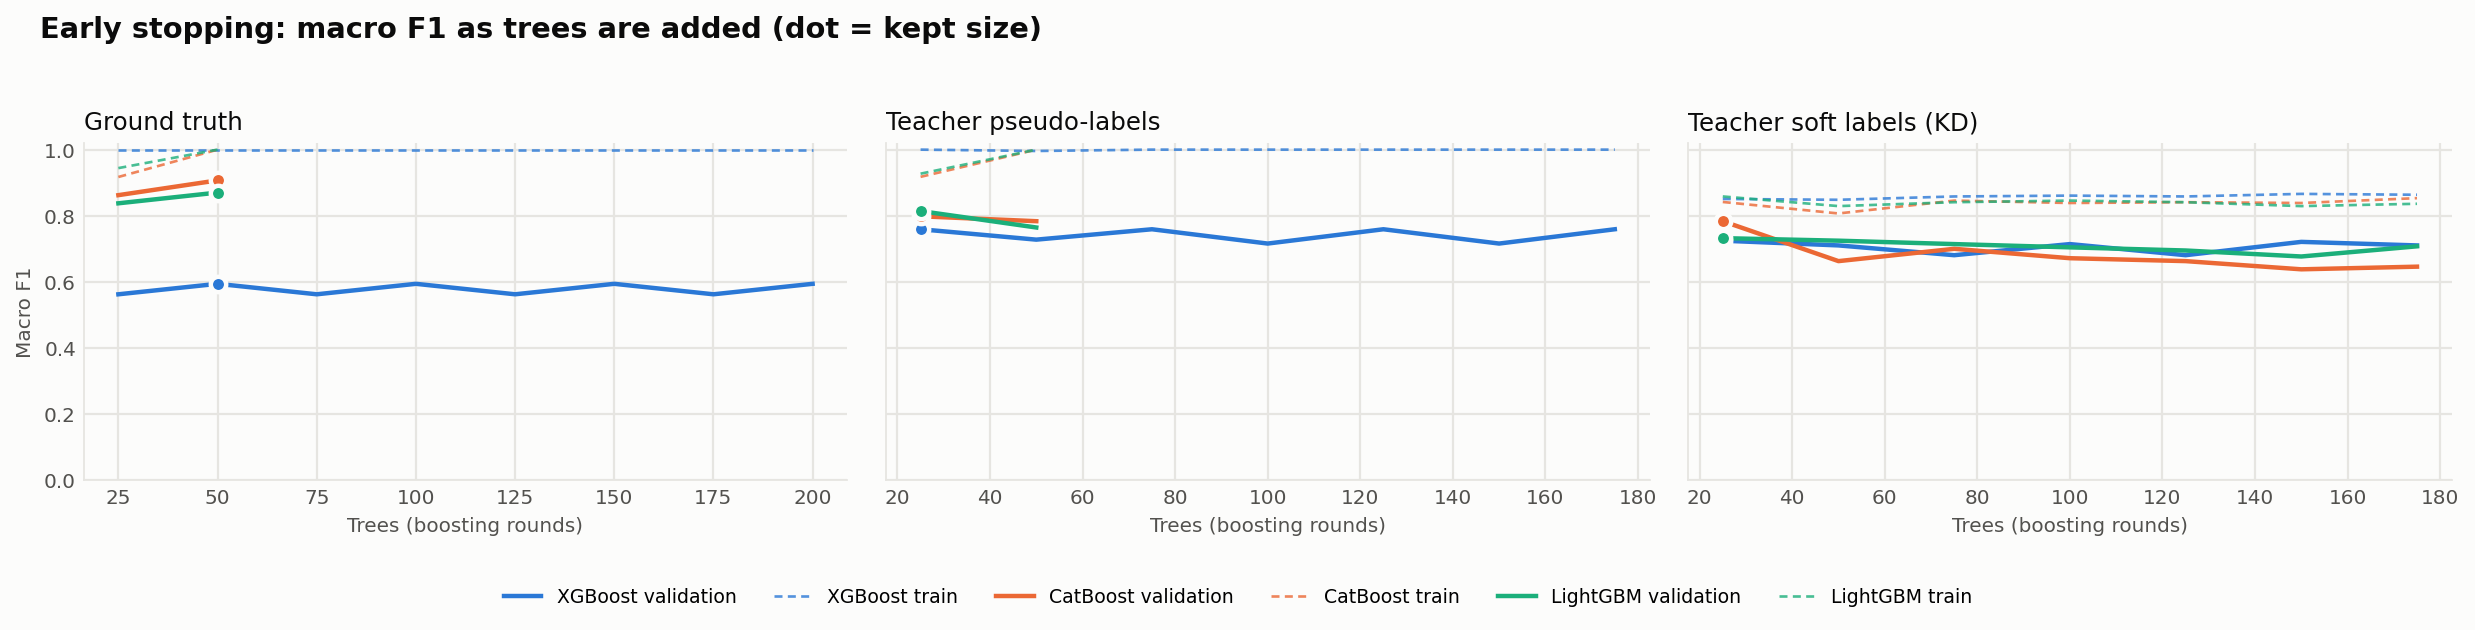 Early stopping: macro F1 as trees are added (dot = kept size)
Ground truth
Teacher pseudo-labels
Teacher soft labels (KD)
Macro F1
1.0
0.8
0.6
0.4
0.2
0.0
25 50 75 100 125 150 175 200
20 40 60 80 100 120 140 160 180
20 40 60 80 100 120 140 160 180
Trees (boosting rounds)
Trees (boosting rounds)
Trees (boosting rounds)
XGBoost validation
XGBoost train
CatBoost validation
CatBoost train
LightGBM validation
LightGBM train